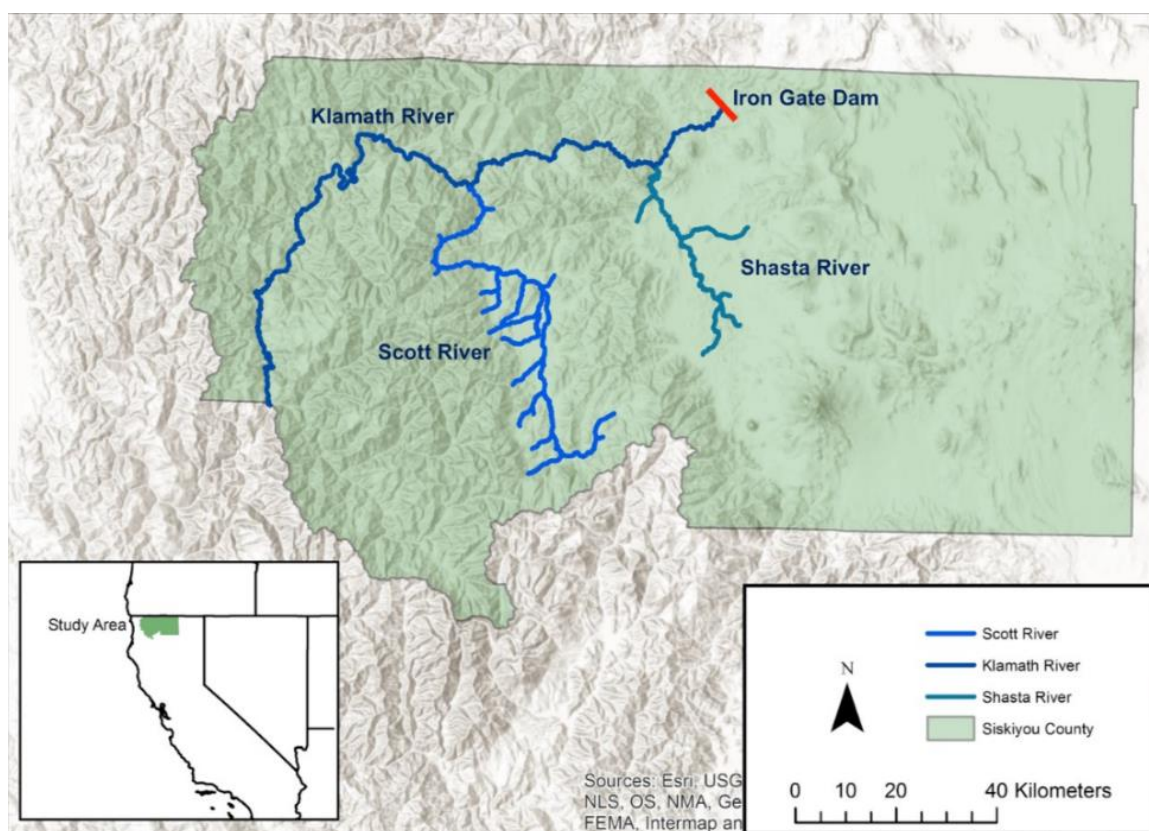 Iron Gate Dam
Klamath River
Shasta River
Scott River
Study Area
Scott River
Klamath River
Shasta River
Siskiyou County
N
0 10 20 40 Kilometers
Sources: Esri, USG
NLS, OS, NMA, Ge
FEMA, Intermap an